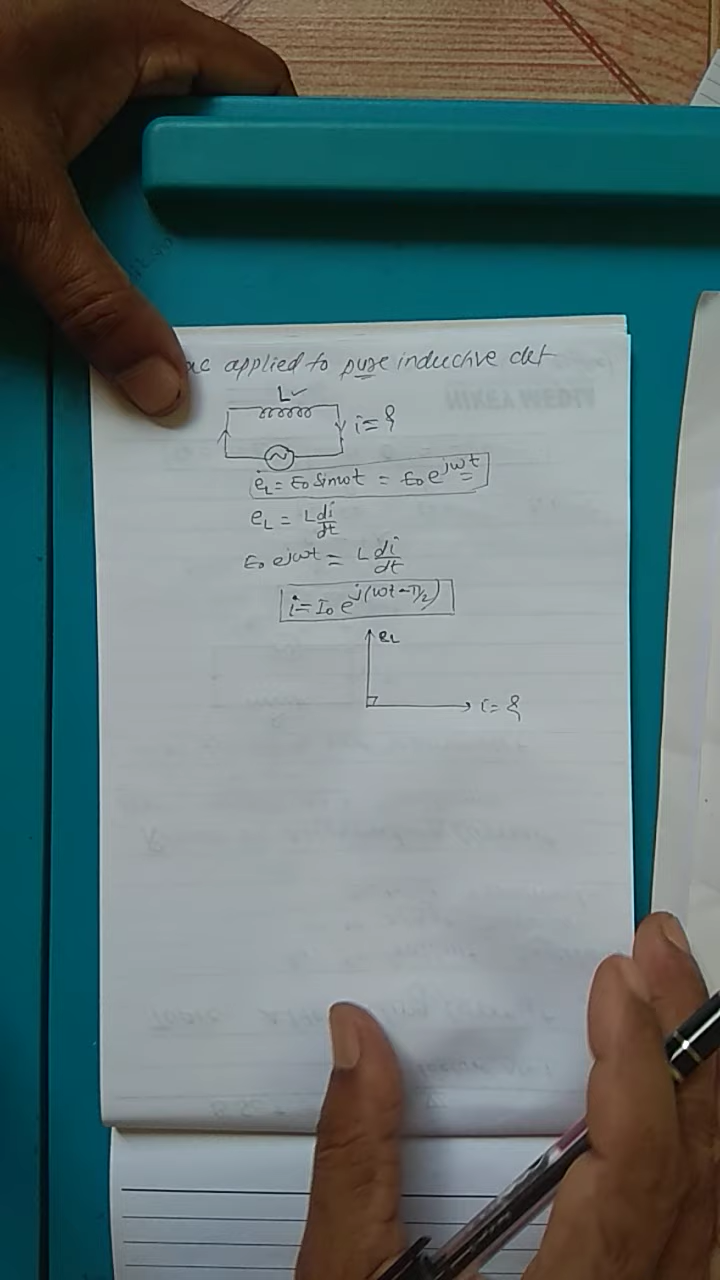 ac applied to pure inductive ckt
L
i = ?
eL = E0 Sinωt = E0 e^jωt
eL = L di/dt
E0 ejωt = L di/dt
i = I0 e^j(ωt - π/2)
eL
i = ?